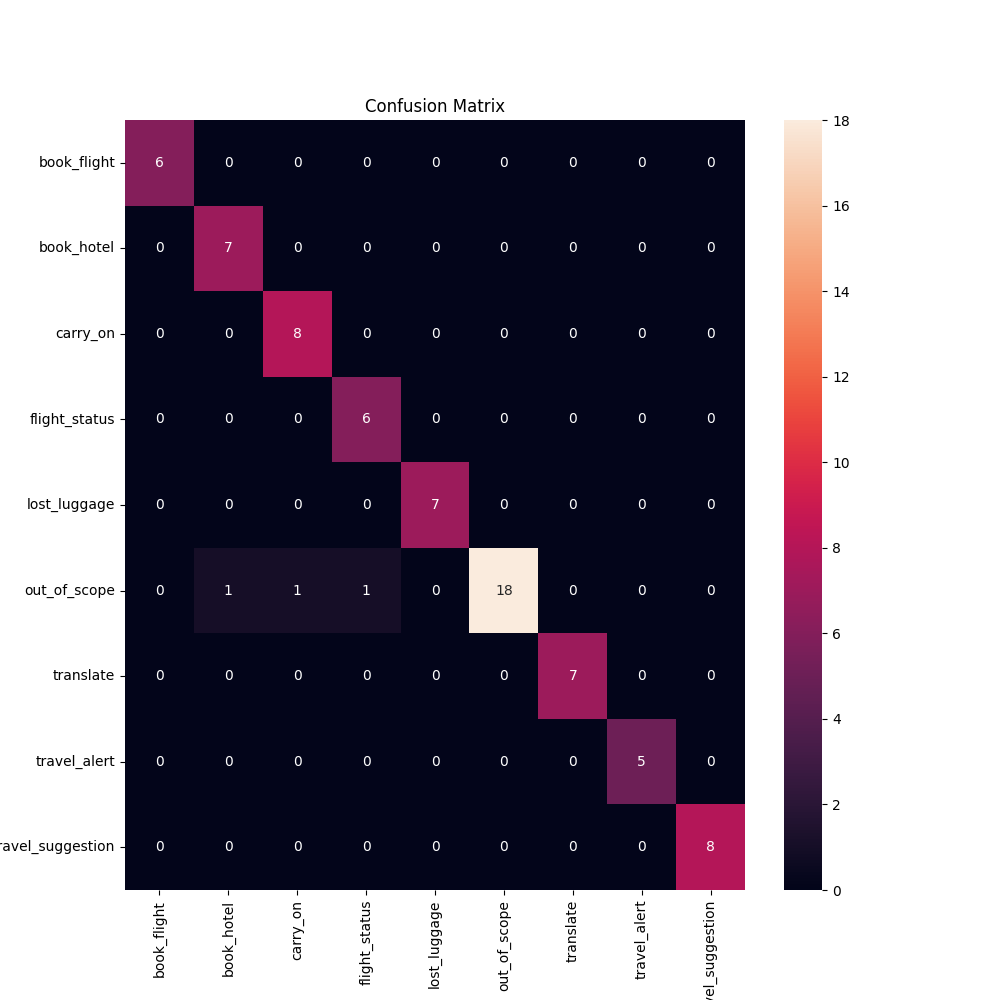 Confusion Matrix
book_flight 6 0 0 0 0 0 0 0 0
book_hotel 0 7 0 0 0 0 0 0 0
carry_on 0 0 8 0 0 0 0 0 0
flight_status 0 0 0 6 0 0 0 0 0
lost_luggage 0 0 0 0 7 0 0 0 0
out_of_scope 0 1 1 1 0 18 0 0 0
translate 0 0 0 0 0 0 7 0 0
travel_alert 0 0 0 0 0 0 0 5 0
ravel_suggestion 0 0 0 0 0 0 0 0 8
book_flight
book_hotel
carry_on
flight_status
lost_luggage
out_of_scope
translate
travel_alert
vel_suggestion
18
16
14
12
10
8
6
4
2
0